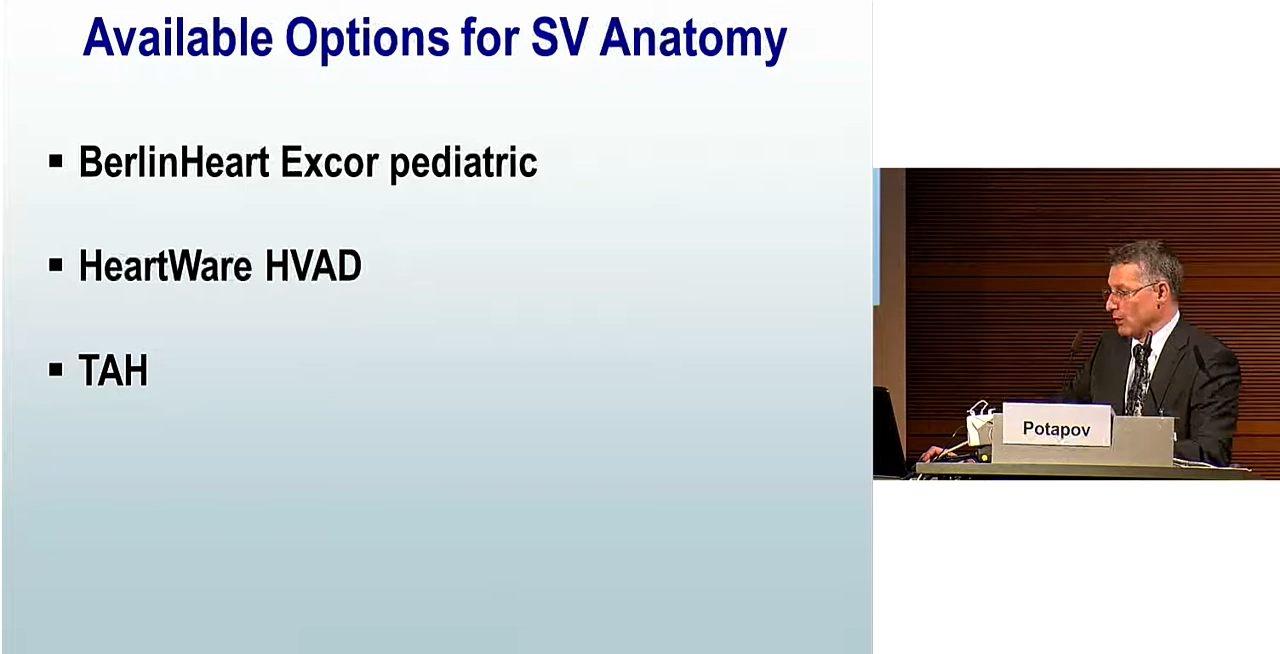 Available Options for SV Anatomy
▪ BerlinHeart Excor pediatric
▪ HeartWare HVAD
▪ TAH
Potapov